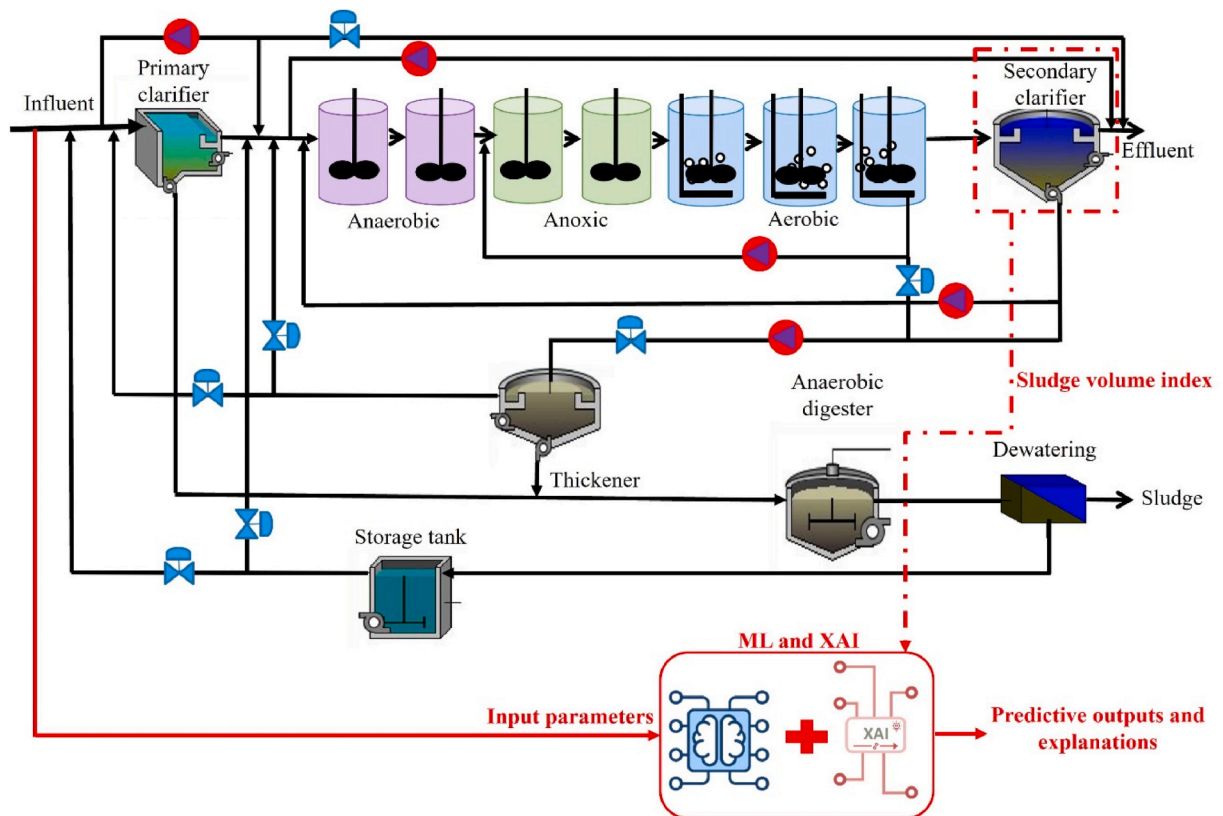 Influent
Primary
clarifier
Secondary
clarifier
Effluent
Anaerobic
Anoxic
Aerobic
Sludge volume index
Anaerobic
digester
Thickener
Dewatering
Sludge
Storage tank
ML and XAI
Input parameters
XAI
Predictive outputs and
explanations